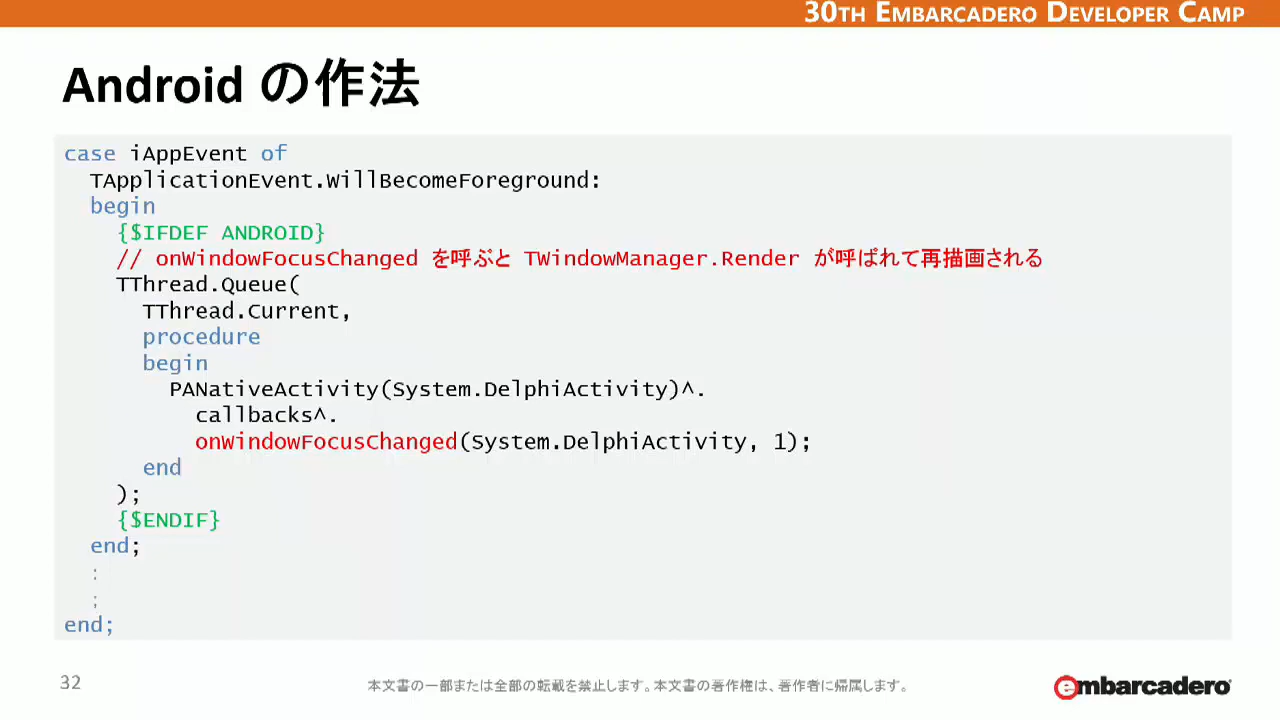 30TH EMBARCADERO DEVELOPER CAMP
Android の作法
case iAppEvent of
TApplicationEvent.WillBecomeForeground:
begin
{$IFDEF ANDROID}
// onWindowFocusChanged を呼ぶと TWindowManager.Render が呼ばれて再描画される
TThread.Queue(
TThread.Current,
procedure
begin
PANativeActivity(System.DelphiActivity)^.
callbacks^.
onWindowFocusChanged(System.DelphiActivity, 1);
end
);
{$ENDIF}
end;
:
;
end;
32
本文書の一部または全部の転載を禁止します。本文書の著作権は、著作者に帰属します。
embarcadero